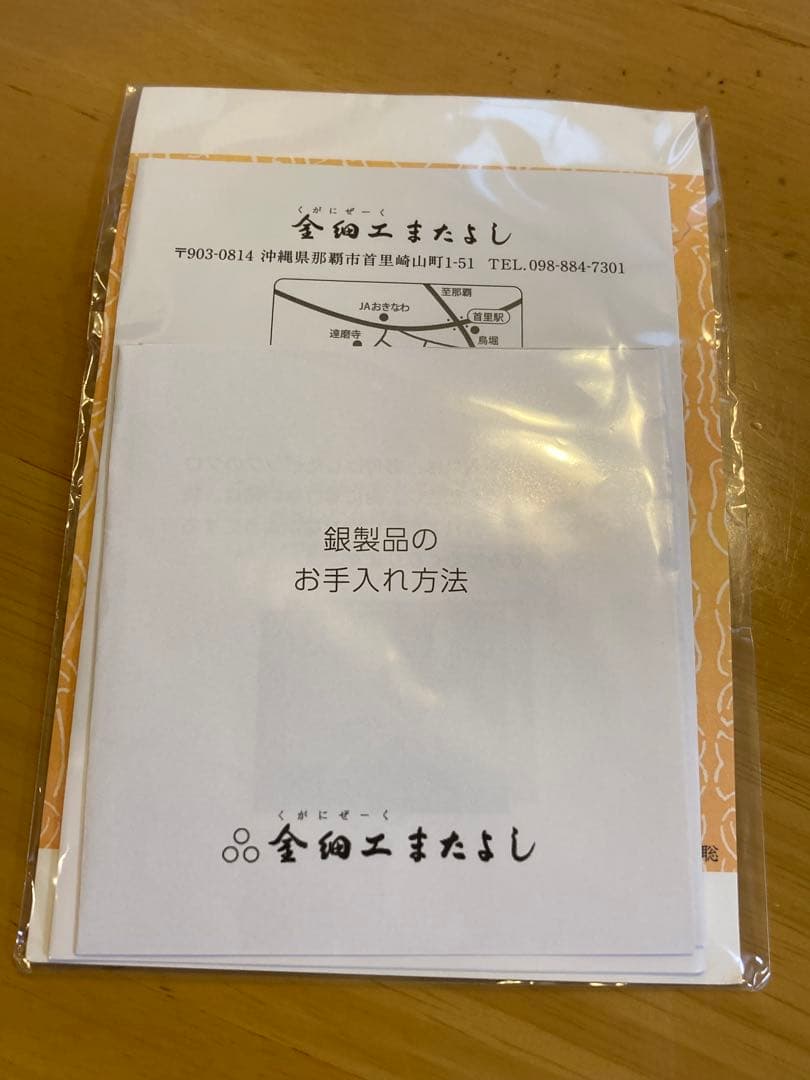 くがにぜーく
金細工またよし
〒903-0814 沖縄県那覇市首里崎山町1-51 TEL.098-884-7301
至那覇
JAおきなわ
首里駅
達磨寺
鳥堀
銀製品の
お手入れ方法
くがにぜーく
金細工またよし
聡